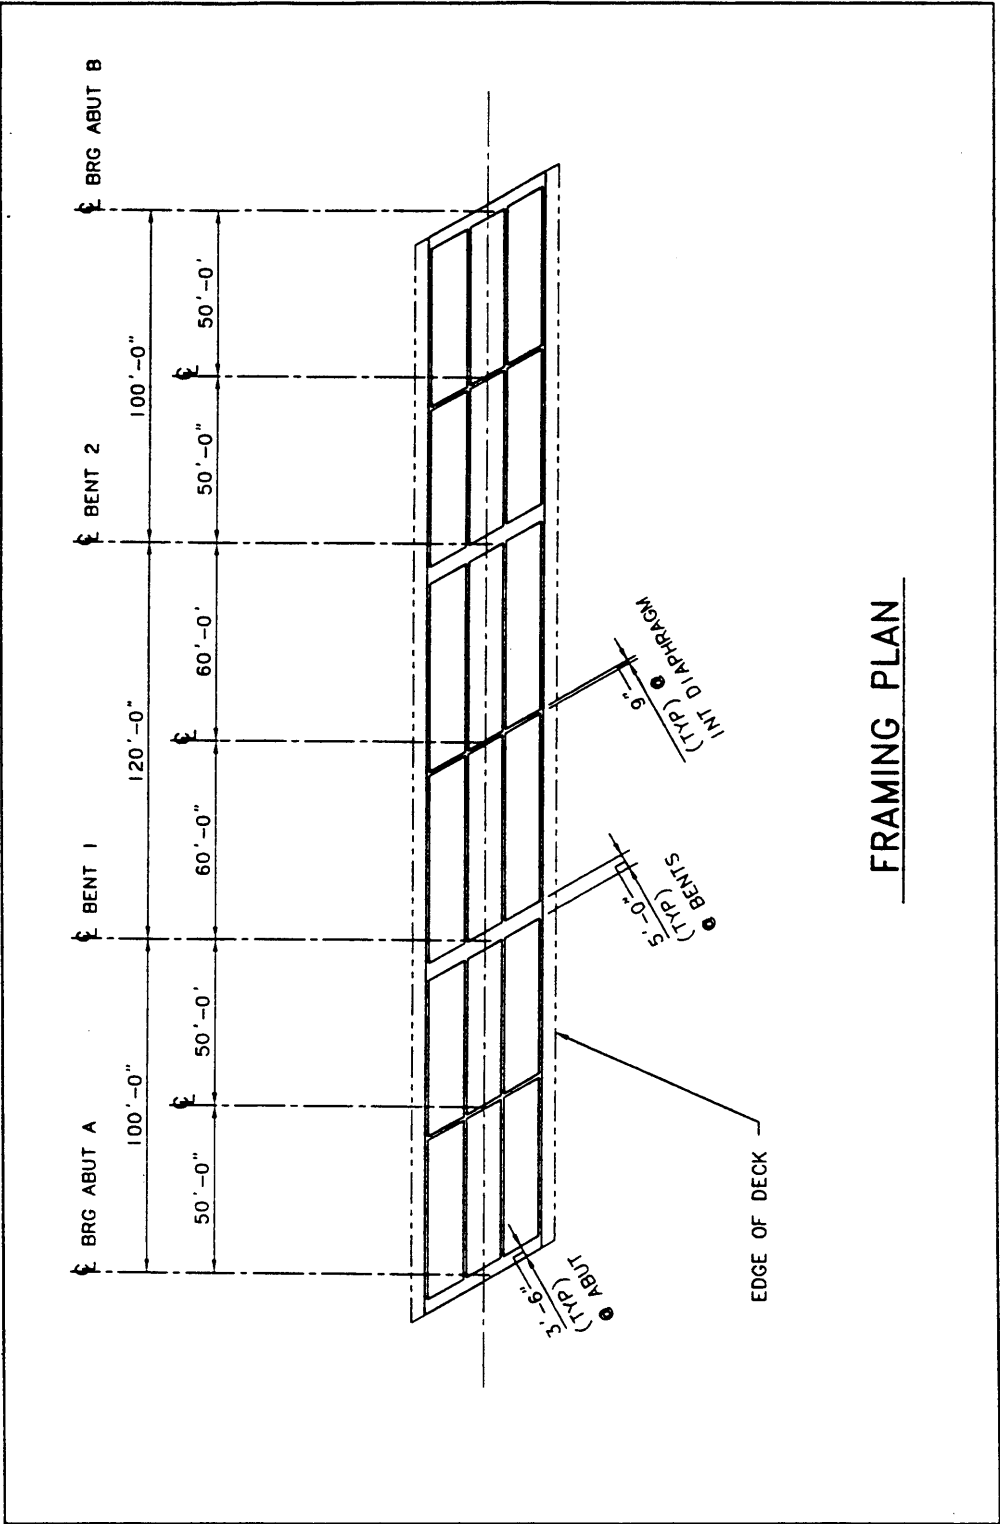 ℄ BRG ABUT A
℄ BENT 1
℄ BENT 2
℄ BRG ABUT B
100'-0"
120'-0"
100'-0"
℄
℄
℄
50'-0"
50'-0'
60'-0"
60'-0'
50'-0"
50'-0'
3'-6"
(TYP)
@ ABUT
5'-0"
(TYP)
@ BENTS
9"
(TYP) @
INT DIAPHRAGM
EDGE OF DECK
FRAMING PLAN